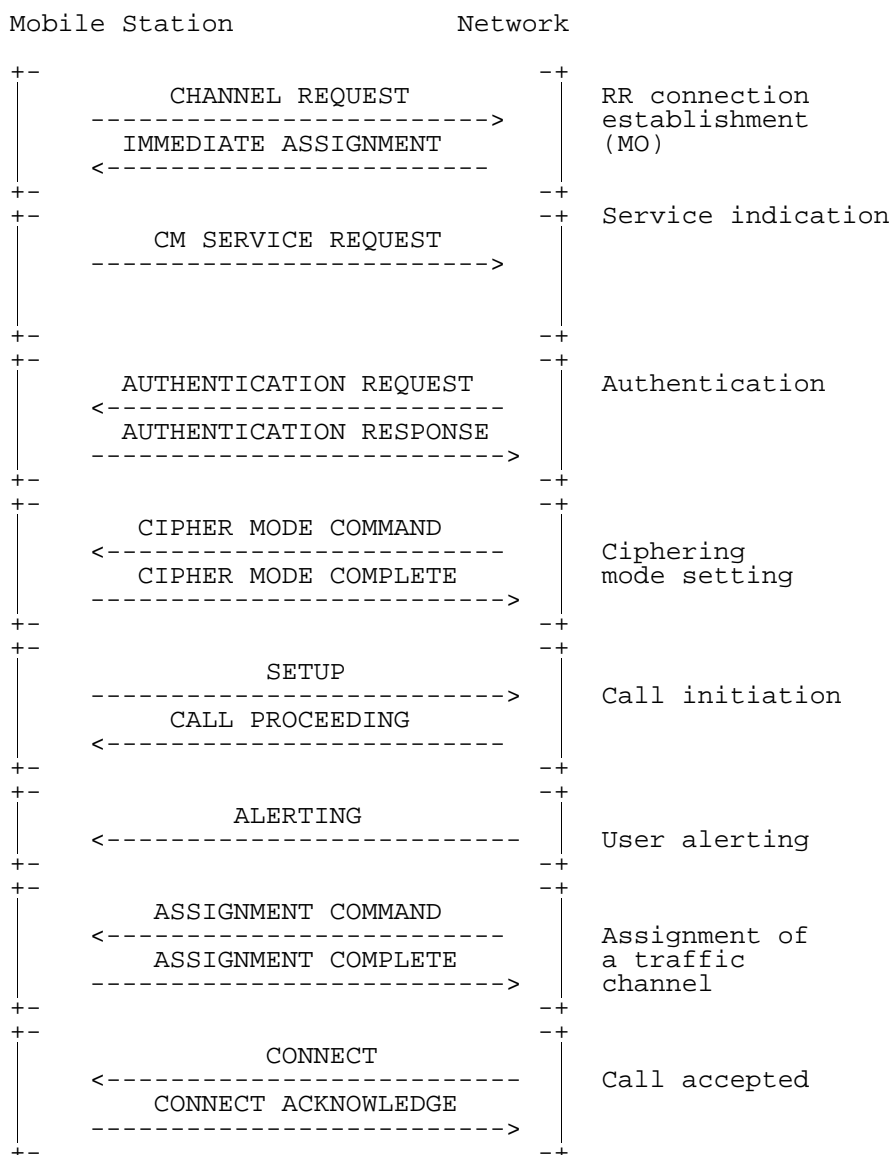 Mobile Station Network
CHANNEL REQUEST RR connection
establishment
IMMEDIATE ASSIGNMENT (MO)
Service indication
CM SERVICE REQUEST
AUTHENTICATION REQUEST Authentication
AUTHENTICATION RESPONSE
CIPHER MODE COMMAND
Ciphering
CIPHER MODE COMPLETE mode setting
SETUP
Call initiation
CALL PROCEEDING
ALERTING
User alerting
ASSIGNMENT COMMAND
Assignment of
ASSIGNMENT COMPLETE a traffic
channel
CONNECT
Call accepted
CONNECT ACKNOWLEDGE